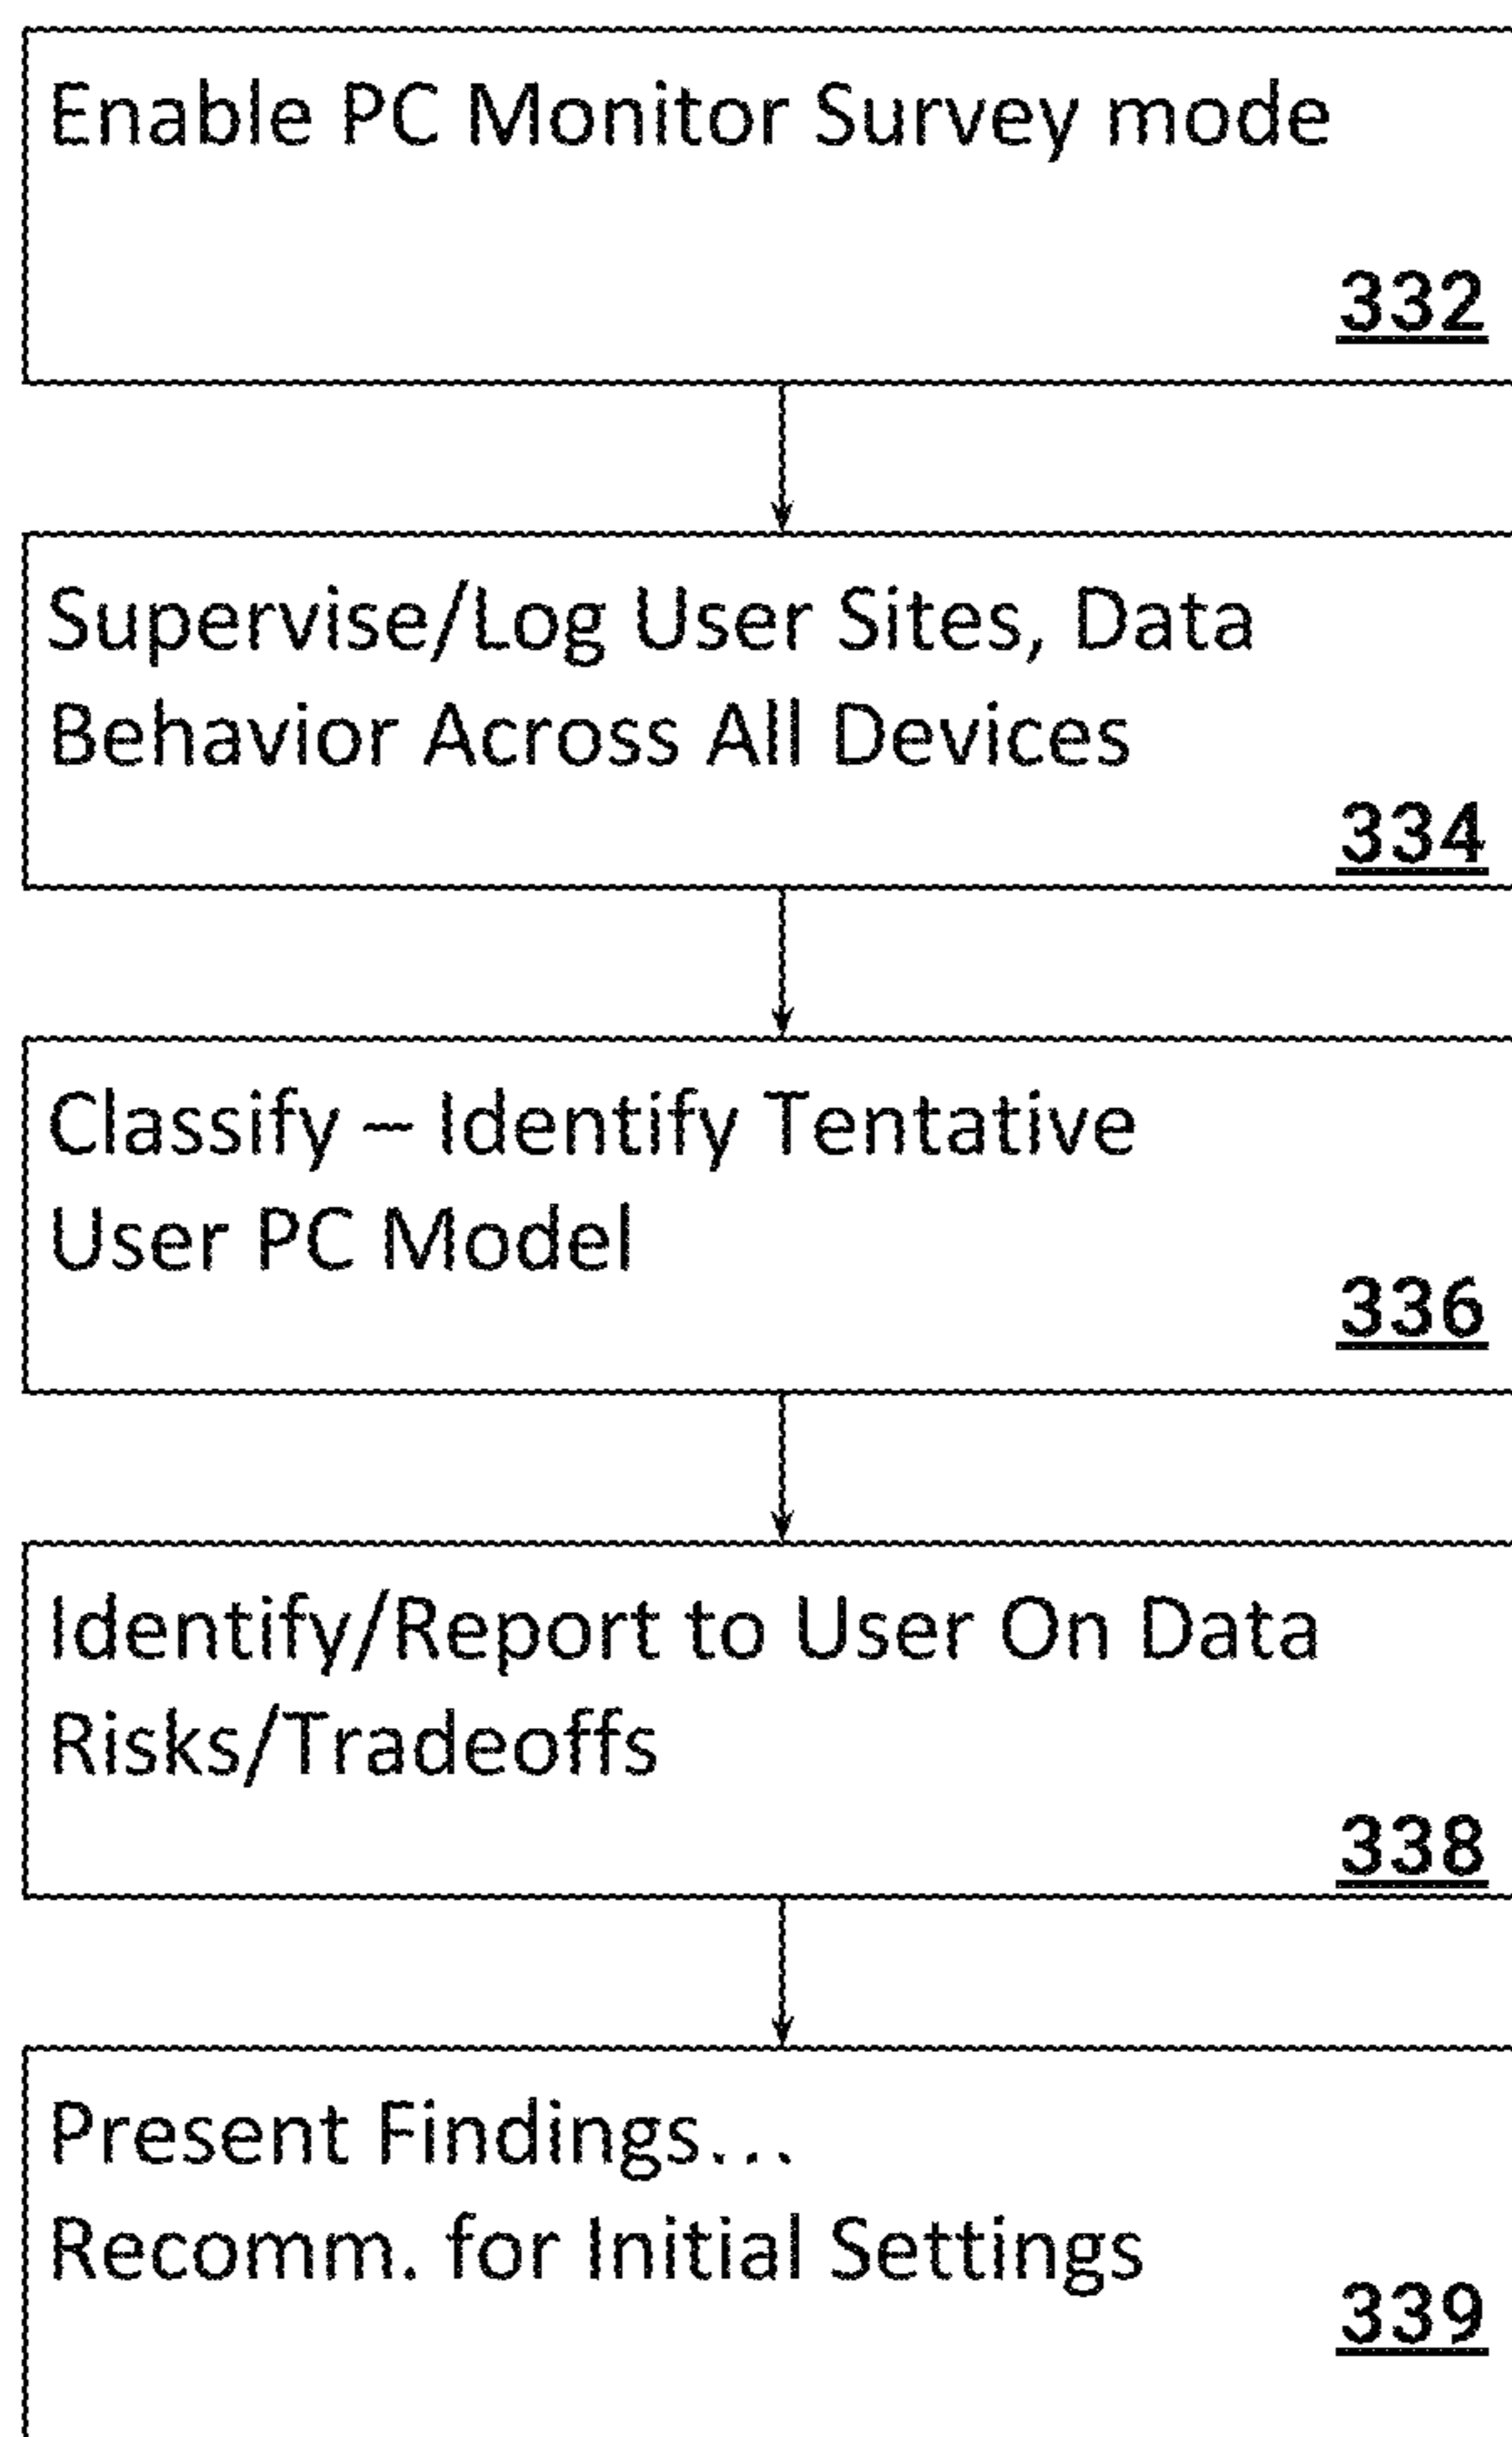 Enable PC Monitor Survey mode
332
Supervise/Log User Sites, Data
Behavior Across All Devices
334
Classify – Identify Tentative
User PC Model
336
Identify/Report to User On Data
Risks/Tradeoffs
338
Present Findings...
Recomm. for Initial Settings
339